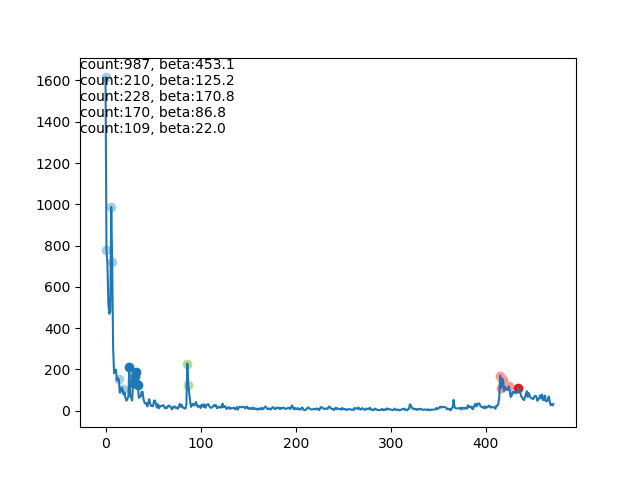 count:987, beta:453.1
count:210, beta:125.2
count:228, beta:170.8
count:170, beta:86.8
count:109, beta:22.0
1600
1400
1200
1000
800
600
400
200
0
0 100 200 300 400